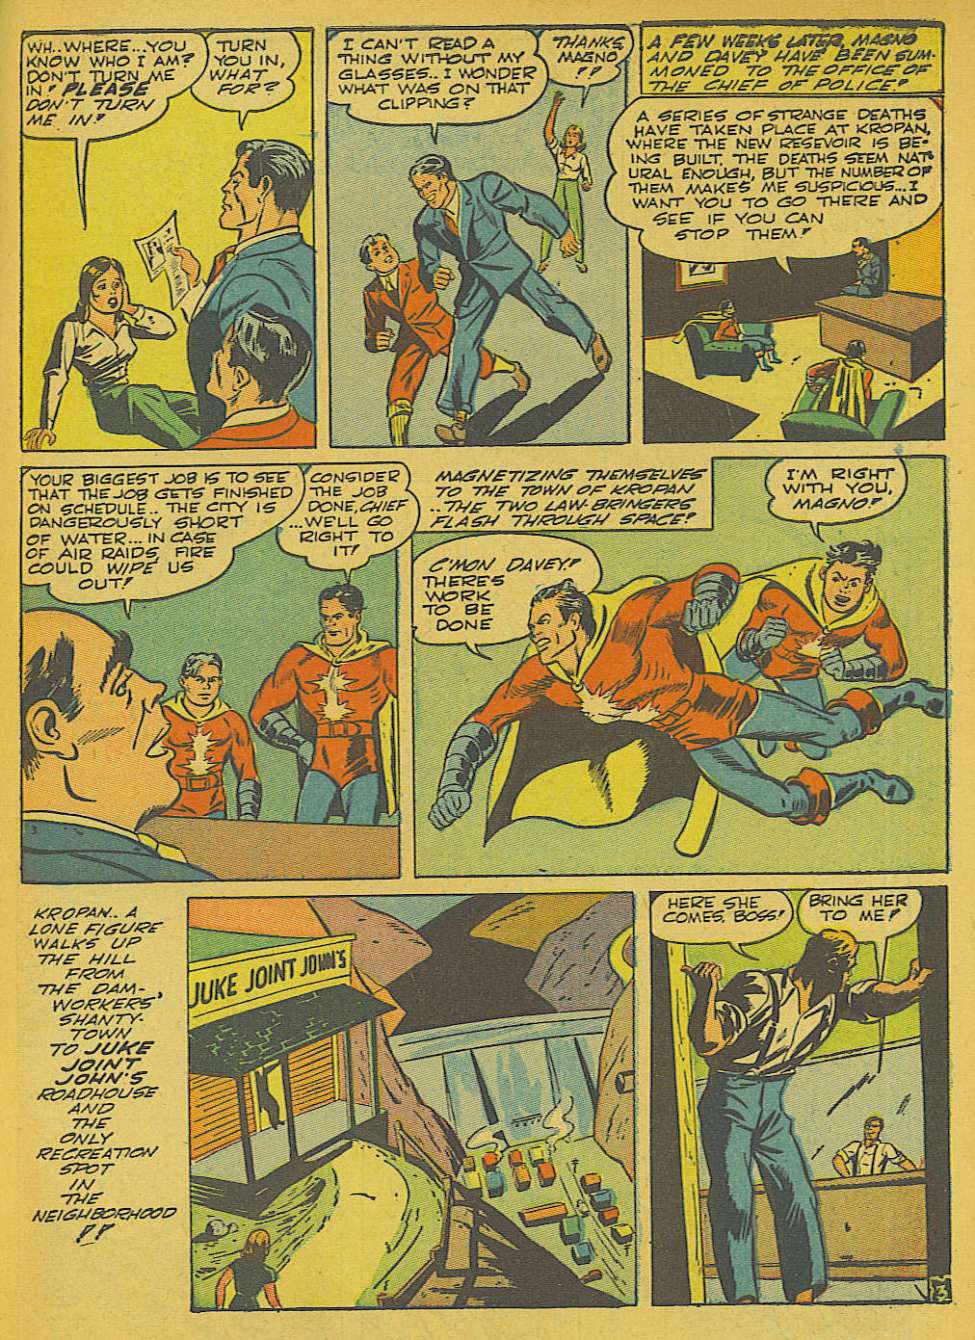 WH..WHERE...YOU
KNOW WHO I AM?
DON'T TURN ME
IN! PLEASE
DON'T TURN
ME IN!
TURN
YOU IN,
WHAT
FOR?
I CAN'T READ A
THING WITHOUT MY
GLASSES.. I WONDER
WHAT WAS ON THAT
CLIPPING?
THANKS,
MAGNO
!!
A FEW WEEKS LATER, MAGNO
AND DAVEY HAVE BEEN SUM-
MONED TO THE OFFICE OF
THE CHIEF OF POLICE!
A SERIES OF STRANGE DEATHS
HAVE TAKEN PLACE AT KROPAN,
WHERE THE NEW RESEVOIR IS BE-
ING BUILT, THE DEATHS SEEM NAT-
URAL ENOUGH, BUT THE NUMBER OF
THEM MAKES ME SUSPICIOUS... I
WANT YOU TO GO THERE AND
SEE IF YOU CAN
STOP THEM!
YOUR BIGGEST JOB IS TO SEE
THAT THE JOB GETS FINISHED
ON SCHEDULE.. THE CITY IS
DANGEROUSLY SHORT
OF WATER... IN CASE
OF AIR RAIDS, FIRE
COULD WIPE US
OUT!
CONSIDER
THE JOB
DONE, CHIEF
...WE'LL GO
RIGHT TO
IT!
MAGNETIZING THEMSELVES
TO THE TOWN OF KROPAN
..THE TWO LAW-BRINGERS
FLASH THROUGH SPACE!
C'MON DAVEY!
THERE'S
WORK
TO BE
DONE
I'M RIGHT
WITH YOU,
MAGNO!
KROPAN.. A
LONE FIGURE
WALKS UP
THE HILL
FROM
THE DAM-
WORKERS'
SHANTY-
TOWN
TO JUKE
JOINT
JOHN'S
ROADHOUSE
AND
THE
ONLY
RECREATION
SPOT
IN
THE
NEIGHBORHOOD
!!
JUKE JOINT JOHN'S
HERE SHE
COMES, BOSS!
BRING HER
TO ME!
3